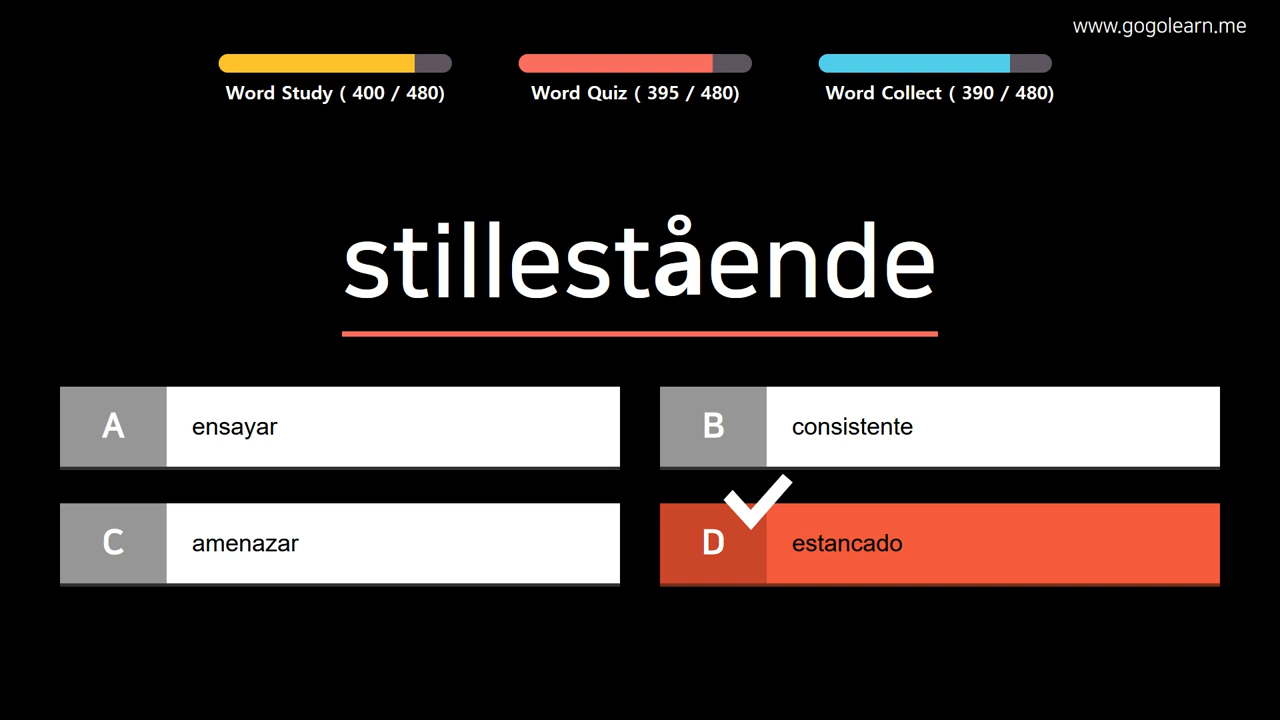 www.gogolearn.me
Word Study ( 400 / 480)
Word Quiz ( 395 / 480)
Word Collect ( 390 / 480)
stillestående
A ensayar
B consistente
C amenazar
D estancado